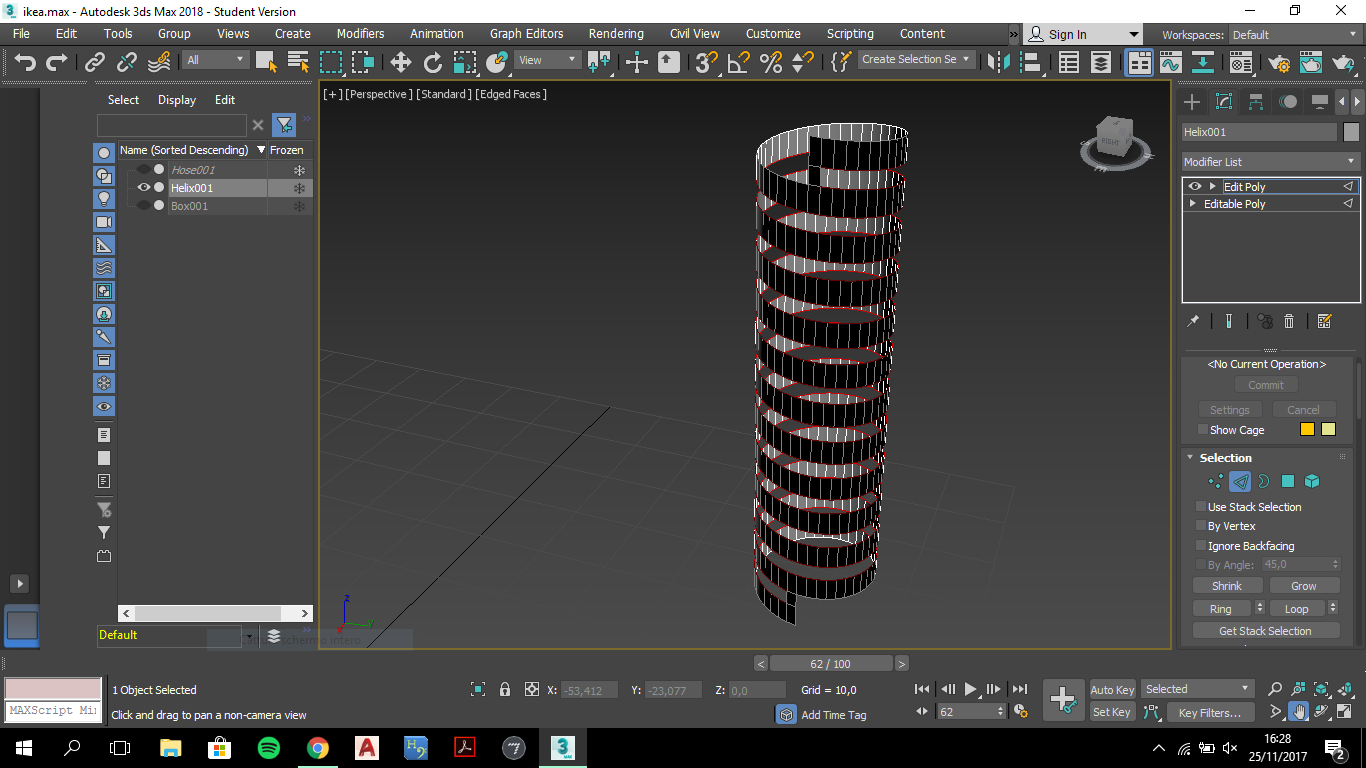 ikea.max - Autodesk 3ds Max 2018 - Student Version
File Edit Tools Group Views Create Modifiers Animation Graph Editors Rendering Civil View Customize Scripting Content » Sign In Workspaces: Default
All View Create Selection Se
Select Display Edit
[+] [Perspective] [Standard] [Edged Faces]
Name (Sorted Descending) Frozen
Hose001
Helix001
Box001
RIGHT
z
y
x
Default
Cattura schermo intero
Helix001
Modifier List
Edit Poly
Editable Poly
<No Current Operation>
Commit
Settings Cancel
Show Cage
Selection
Use Stack Selection
By Vertex
Ignore Backfacing
By Angle: 45,0
Shrink Grow
Ring Loop
Get Stack Selection
< 62 / 100 >
1 Object Selected X: -53,412 Y: -23,077 Z: 0,0 Grid = 10,0
MAXScript Mi
Click and drag to pan a non-camera view Add Time Tag
62
Auto Key Selected
Set Key Key Filters...
16:28
25/11/2017
2